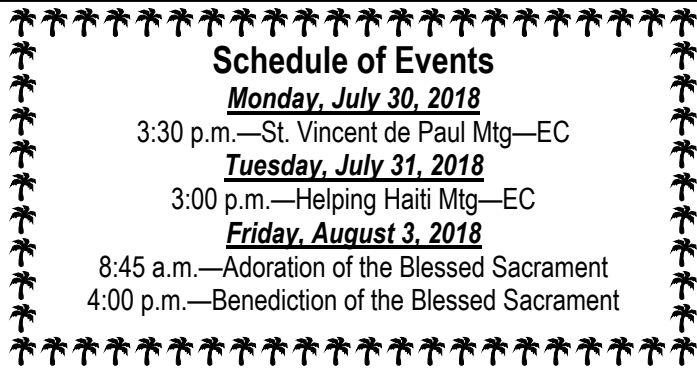 Schedule of Events
Monday, July 30, 2018
3:30 p.m.—St. Vincent de Paul Mtg—EC
Tuesday, July 31, 2018
3:00 p.m.—Helping Haiti Mtg—EC
Friday, August 3, 2018
8:45 a.m.—Adoration of the Blessed Sacrament
4:00 p.m.—Benediction of the Blessed Sacrament